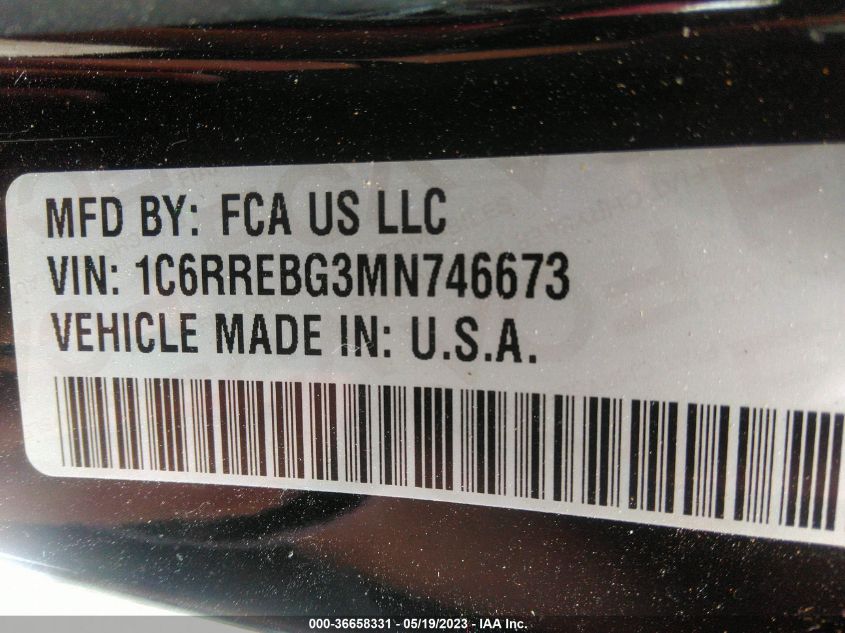 MFD BY: FCA US LLC
VIN: 1C6RREBG3MN746673
VEHICLE MADE IN: U.S.A.
000-36658331 - 05/19/2023 - IAA Inc.